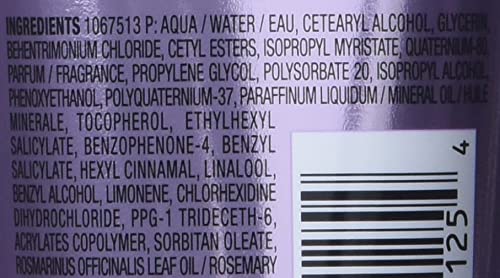 INGREDIENTS 1067513 P: AQUA / WATER / EAU, CETEARYL ALCOHOL, GLYCERIN,
BEHENTRIMONIUM CHLORIDE, CETYL ESTERS, ISOPROPYL MYRISTATE, QUATERNIUM-80,
PARFUM / FRAGRANCE, PROPYLENE GLYCOL, POLYSORBATE 20, ISOPROPYL ALCOHOL,
PHENOXYETHANOL, POLYQUATERNIUM-37, PARAFFINUM LIQUIDUM / MINERAL OIL / HUILE
MINERALE, TOCOPHEROL, ETHYLHEXYL
SALICYLATE, BENZOPHENONE-4, BENZYL
SALICYLATE, HEXYL CINNAMAL, LINALOOL,
BENZYL ALCOHOL, LIMONENE, CHLORHEXIDINE
DIHYDROCHLORIDE, PPG-1 TRIDECETH-6,
ACRYLATES COPOLYMER, SORBITAN OLEATE,
ROSMARINUS OFFICINALIS LEAF OIL / ROSEMARY
125 4